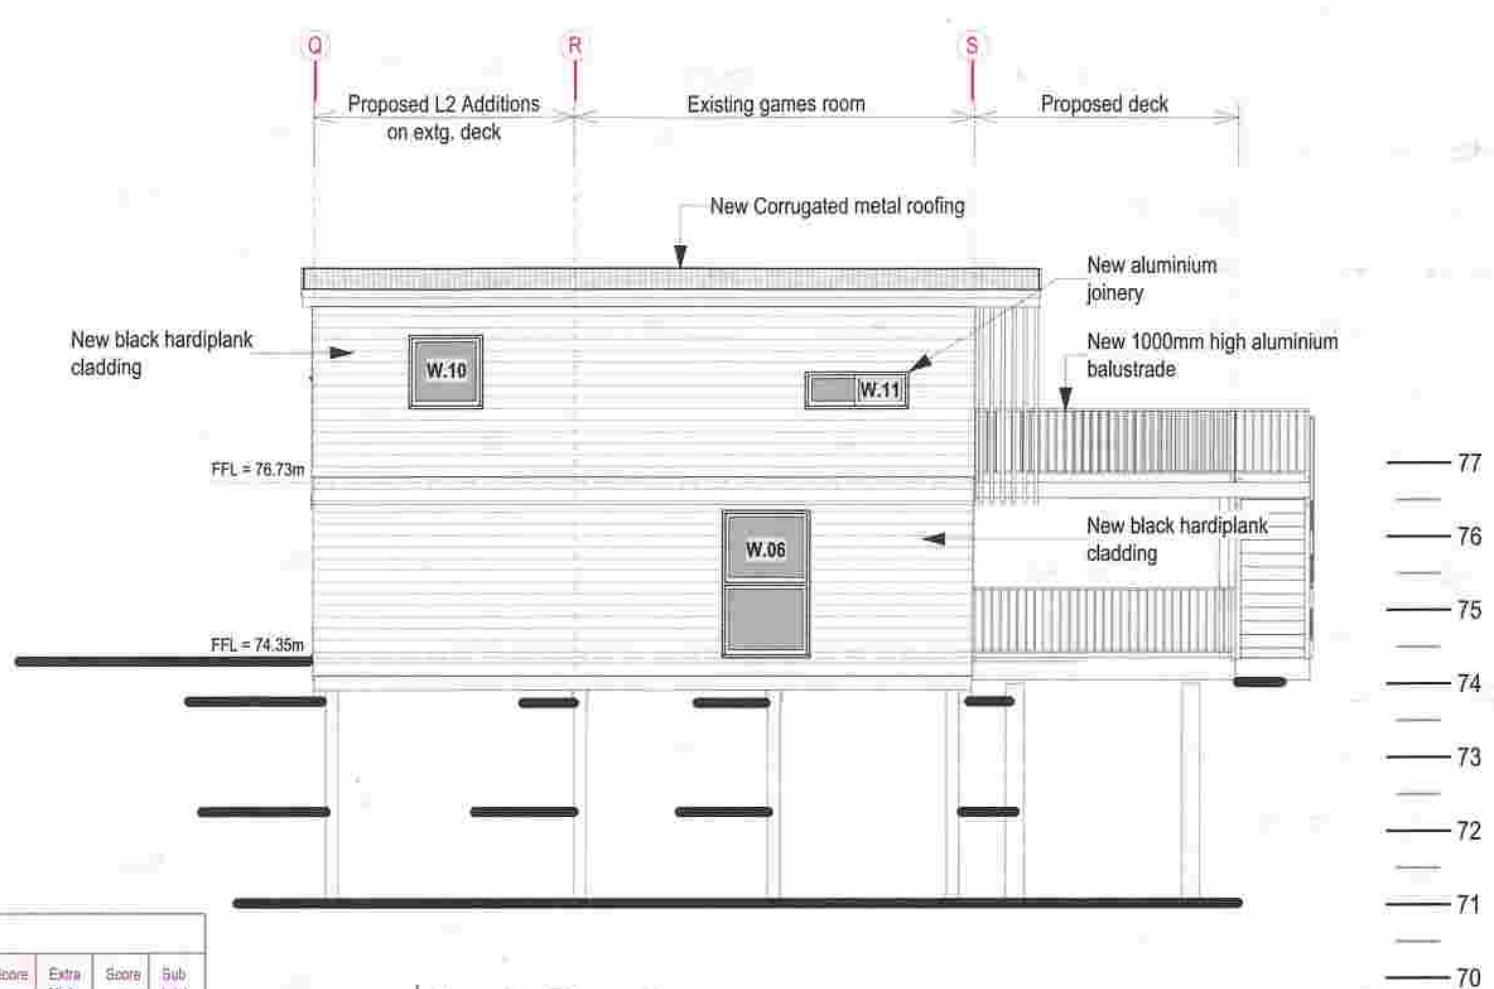 Q
R
S
Proposed L2 Additions
on extg. deck
Existing games room
Proposed deck
New Corrugated metal roofing
New aluminium
joinery
New black hardiplank
cladding
New 1000mm high aluminium
balustrade
W.10
W.11
FFL = 76.73m
77
W.06
New black hardiplank
cladding
76
75
FFL = 74.35m
74
73
72
71
Score
Extra
Score
Sub
70